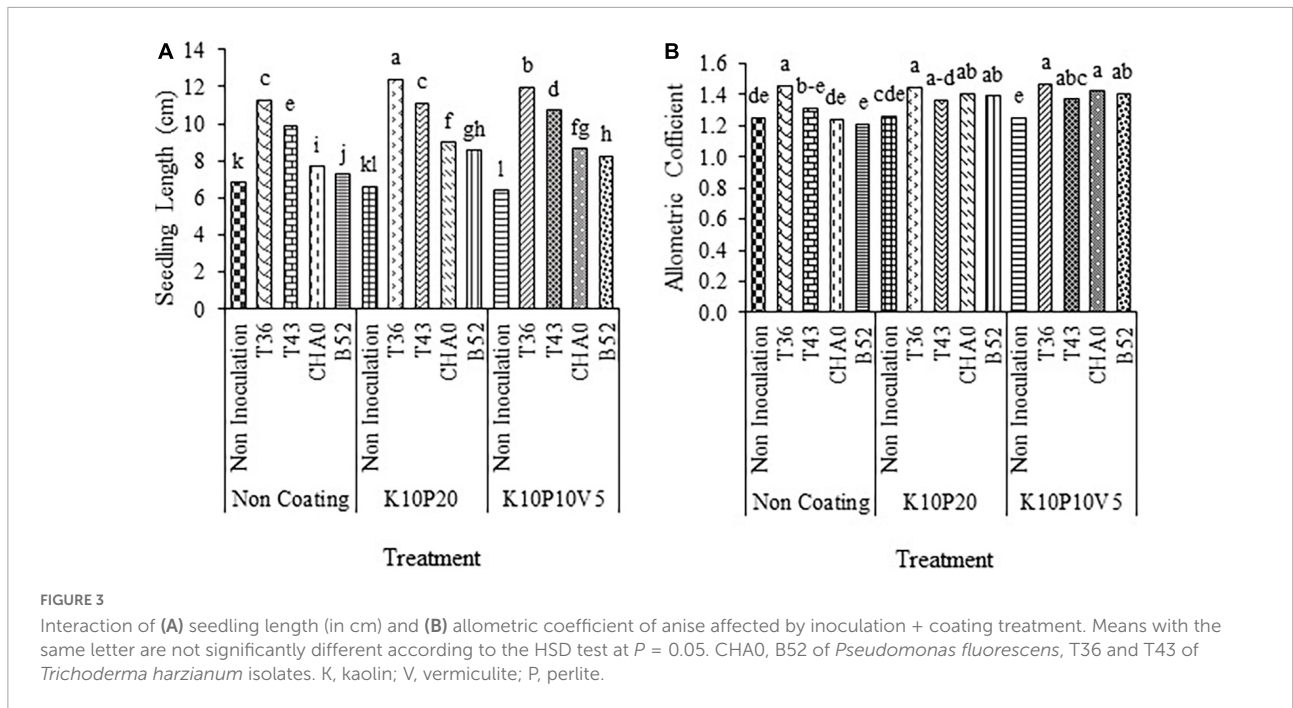 A
Seedling Length (cm)
14
12
10
8
6
4
2
0
k
c
e
i
j
kl
a
c
f
gh
l
b
d
fg
h
Non Inoculation
T36
T43
CHA0
B52
Non Inoculation
T36
T43
CHA0
B52
Non Inoculation
T36
T43
CHA0
B52
Non Coating
K10P20
K10P10V5
Treatment
B
Allometric Cofficient
1.6
1.4
1.2
1.0
0.8
0.6
0.4
0.2
0.0
de
a
b-e
de
e
cde
a
a-d
ab
ab
e
a
abc
a
ab
Non Inoculation
T36
T43
CHA0
B52
Non Inoculation
T36
T43
CHA0
B52
Non Inoculation
T36
T43
CHA0
B52
Non Coating
K10P20
K10P10V5
Treatment
FIGURE 3
Interaction of (A) seedling length (in cm) and (B) allometric coefficient of anise affected by inoculation + coating treatment. Means with the
same letter are not significantly different according to the HSD test at P = 0.05. CHA0, B52 of Pseudomonas fluorescens, T36 and T43 of
Trichoderma harzianum isolates. K, kaolin; V, vermiculite; P, perlite.